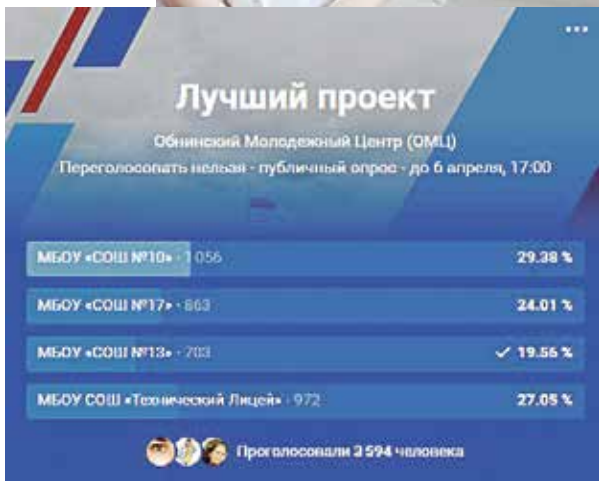 Лучший проект
Обнинский Молодежный Центр (ОМЦ)
Переголосовать нельзя - публичный опрос - до 6 апреля, 17:00
МБОУ «СОШ №10» · 1 056 29.38 %
МБОУ «СОШ №17» · 863 24.01 %
МБОУ «СОШ №13» · 703 19.56 %
МБОУ СОШ «Технический Лицей» · 972 27.05 %
Проголосовали 3 594 человека